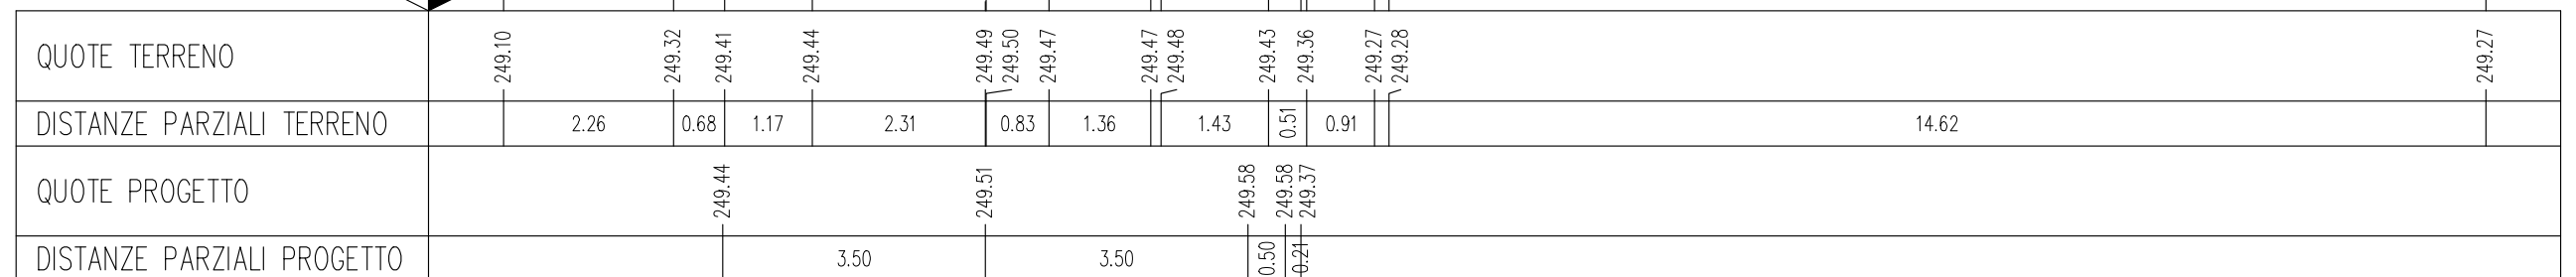 QUOTE TERRENO 249.10 249.32 249.41 249.44 249.49 249.50 249.47 249.47 249.48 249.43 249.36 249.27 249.28 249.27
DISTANZE PARZIALI TERRENO 2.26 0.68 1.17 2.31 0.83 1.36 1.43 0.51 0.91 14.62
QUOTE PROGETTO 249.44 249.51 249.58 249.58 249.37
DISTANZE PARZIALI PROGETTO 3.50 3.50 0.50 0.21